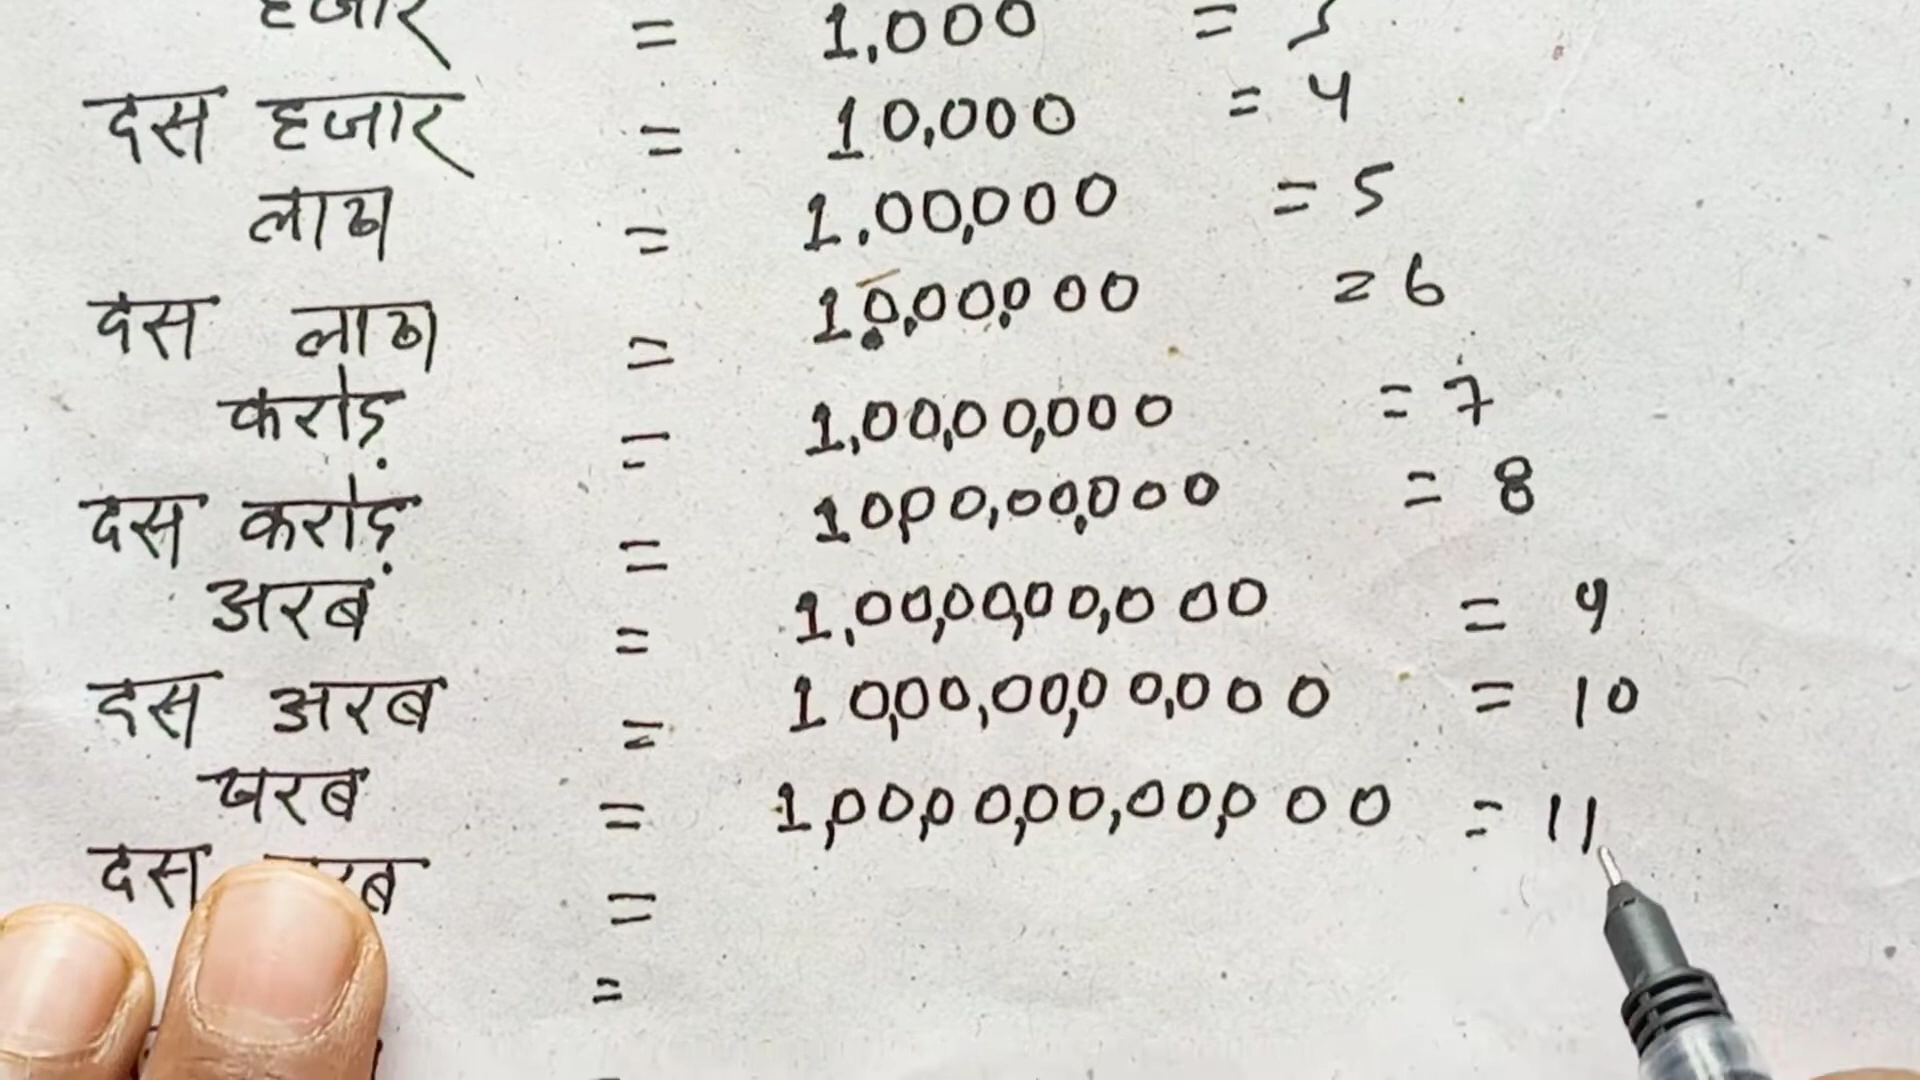 हजार = 1,000 = 3
दस हजार = 10,000 = 4
लाख = 1,00,000 = 5
दस लाख = 10,00,000 = 6
करोड़ = 1,00,00,000 = 7
दस करोड़ = 10,00,00,000 = 8
अरब = 1,00,00,00,000 = 9
दस अरब = 10,00,00,00,000 = 10
खरब = 1,00,00,00,00,000 = 11
दस =
=